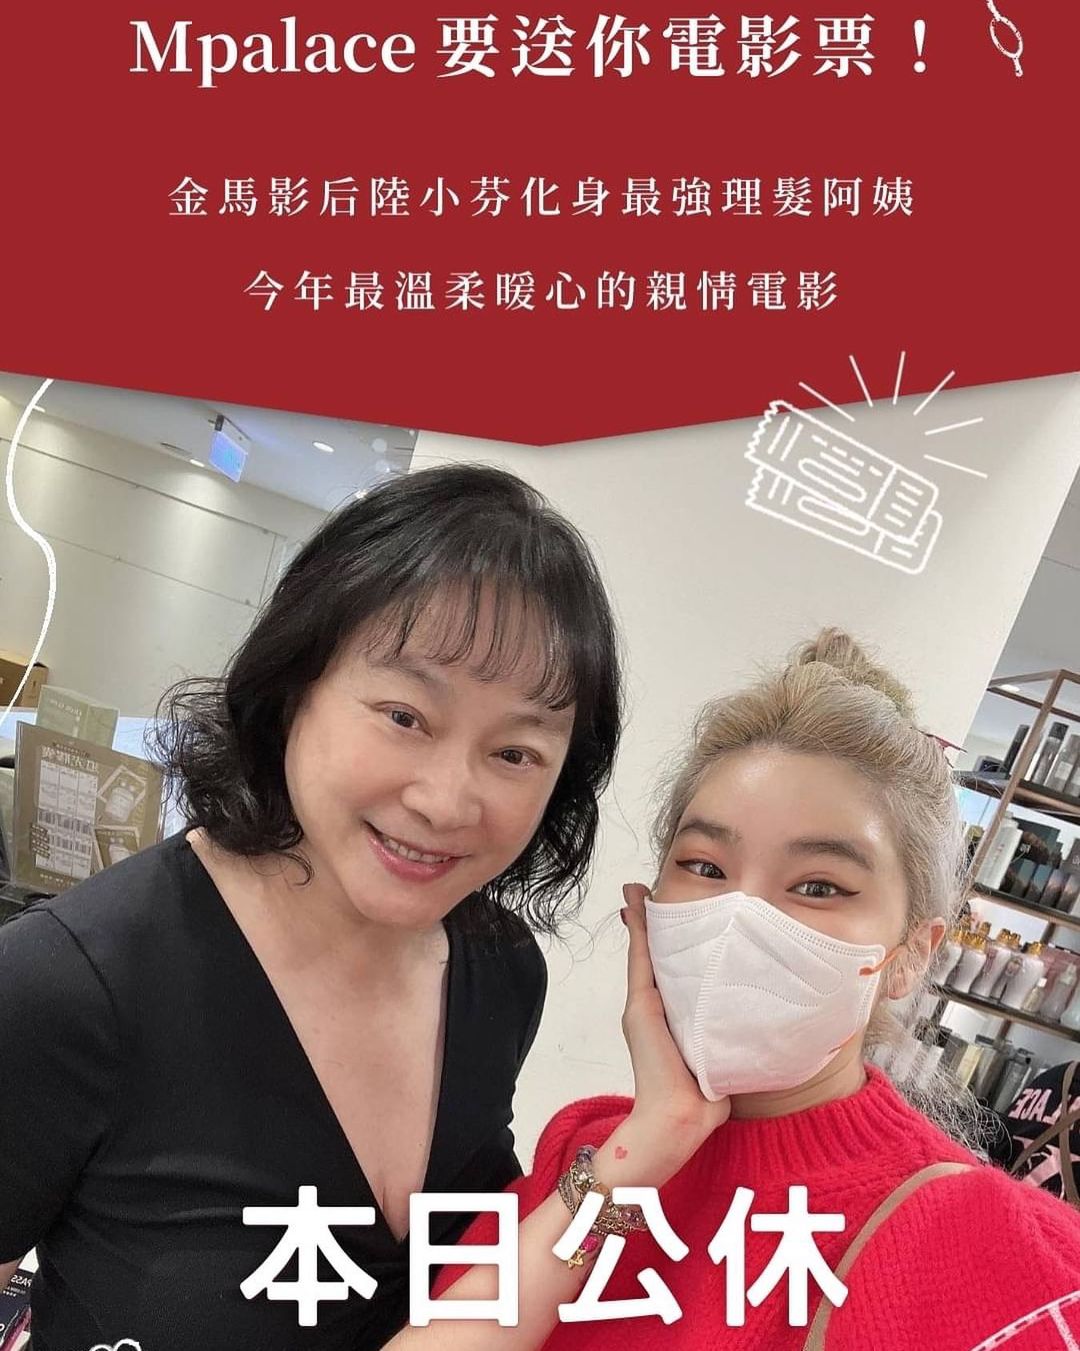 Mpalace 要送你電影票！
金馬影后陸小芬化身最強理髮阿姨
今年最溫柔暖心的親情電影
本日公休